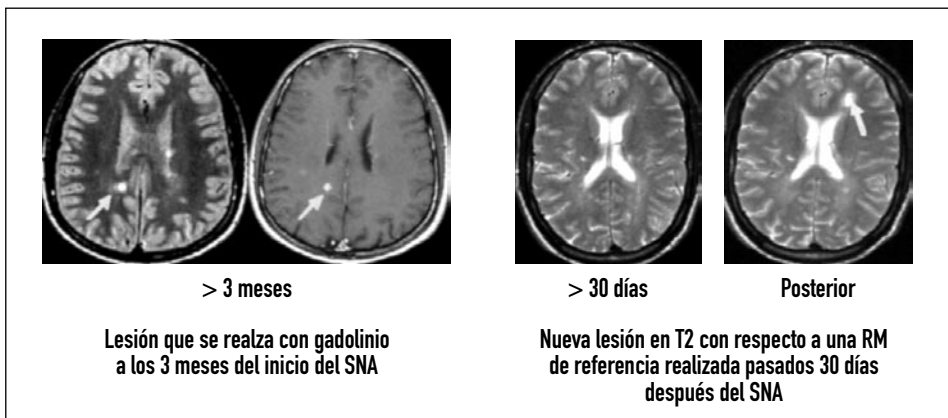 > 3 meses
Lesión que se realza con gadolinio
a los 3 meses del inicio del SNA
> 30 días
Posterior
Nueva lesión en T2 con respecto a una RM
de referencia realizada pasados 30 días
después del SNA